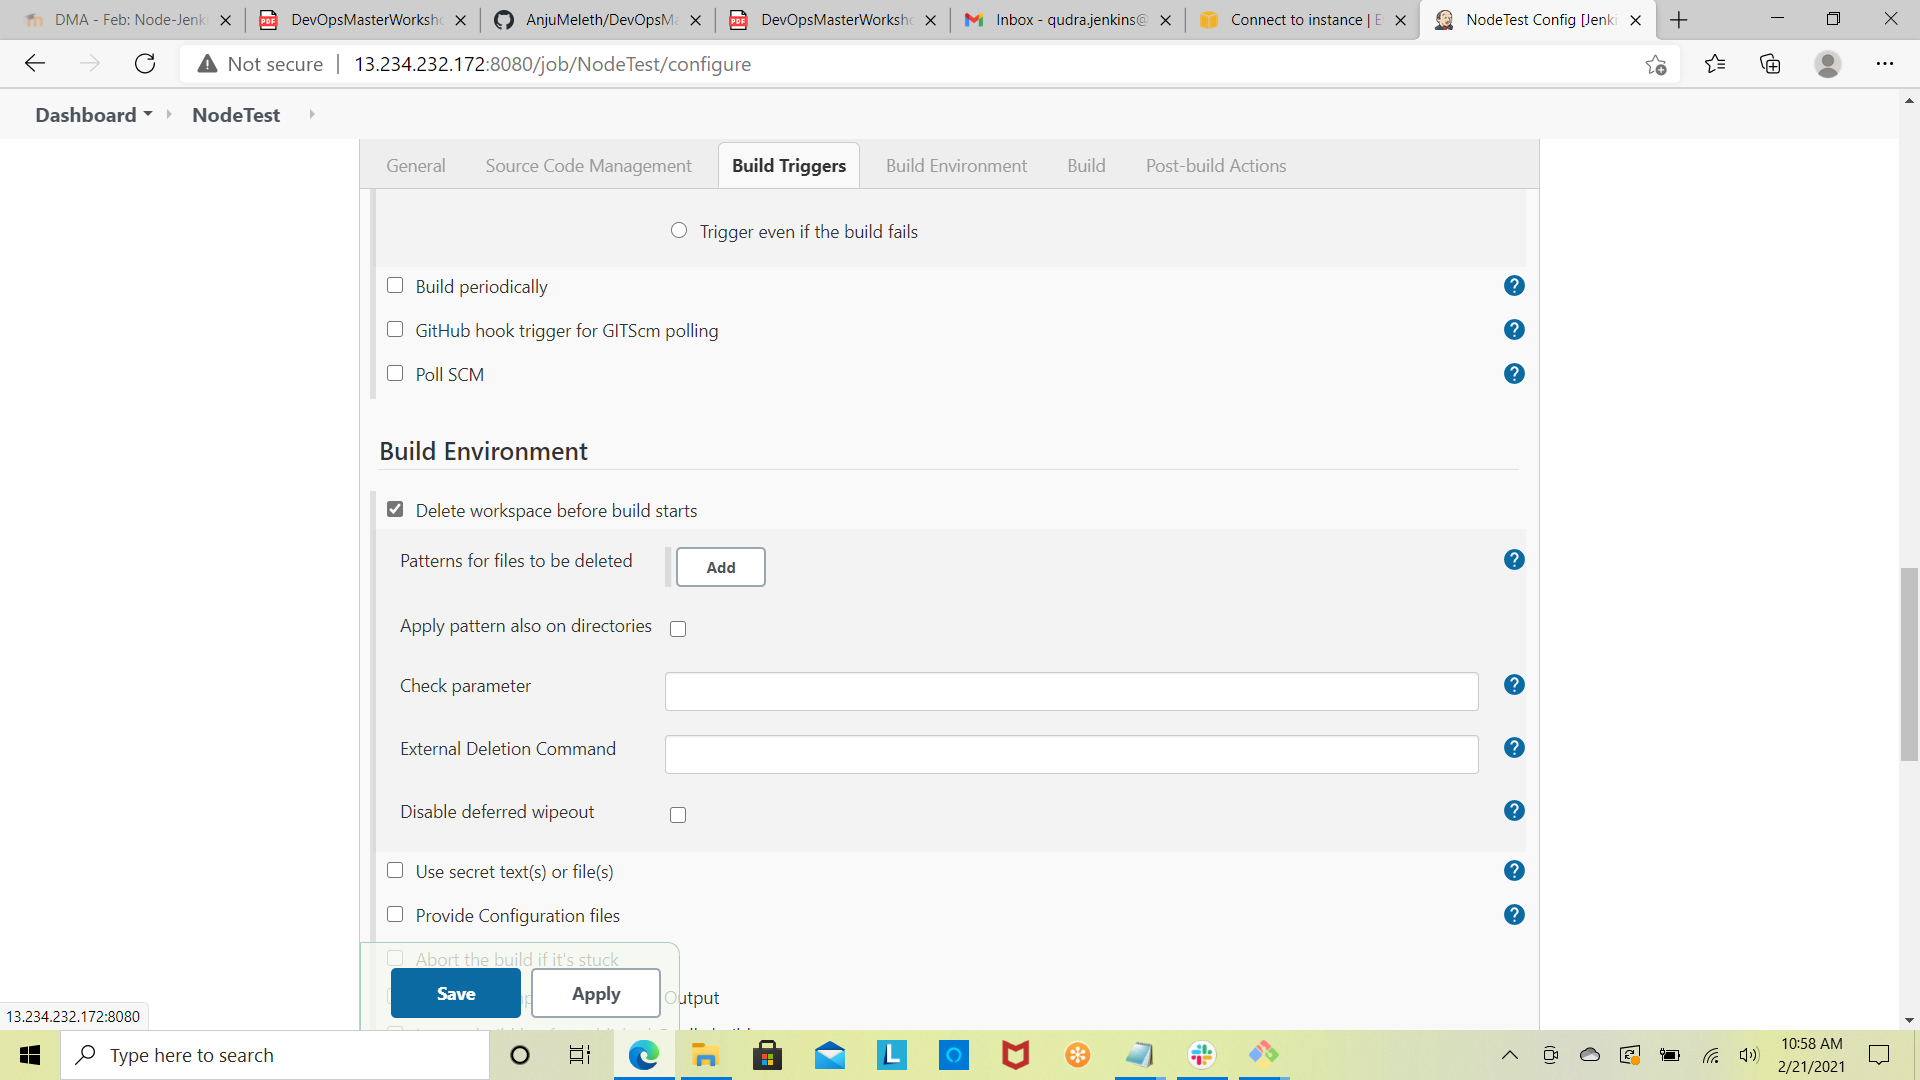 DMA - Feb: Node-Jenk
DevOpsMasterWorksho
AnjuMeleth/DevOpsMa
DevOpsMasterWorksho
Inbox - qudra.jenkins@
Connect to instance | E
NodeTest Config [Jenki
Not secure | 13.234.232.172:8080/job/NodeTest/configure
Dashboard NodeTest
General Source Code Management Build Triggers Build Environment Build Post-build Actions
Trigger even if the build fails
Build periodically
GitHub hook trigger for GITScm polling
Poll SCM
Build Environment
Delete workspace before build starts
Patterns for files to be deleted Add
Apply pattern also on directories
Check parameter
External Deletion Command
Disable deferred wipeout
Use secret text(s) or file(s)
Provide Configuration files
Abort the build if it's stuck
Save Apply Output
13.234.232.172:8080
Type here to search
10:58 AM
2/21/2021